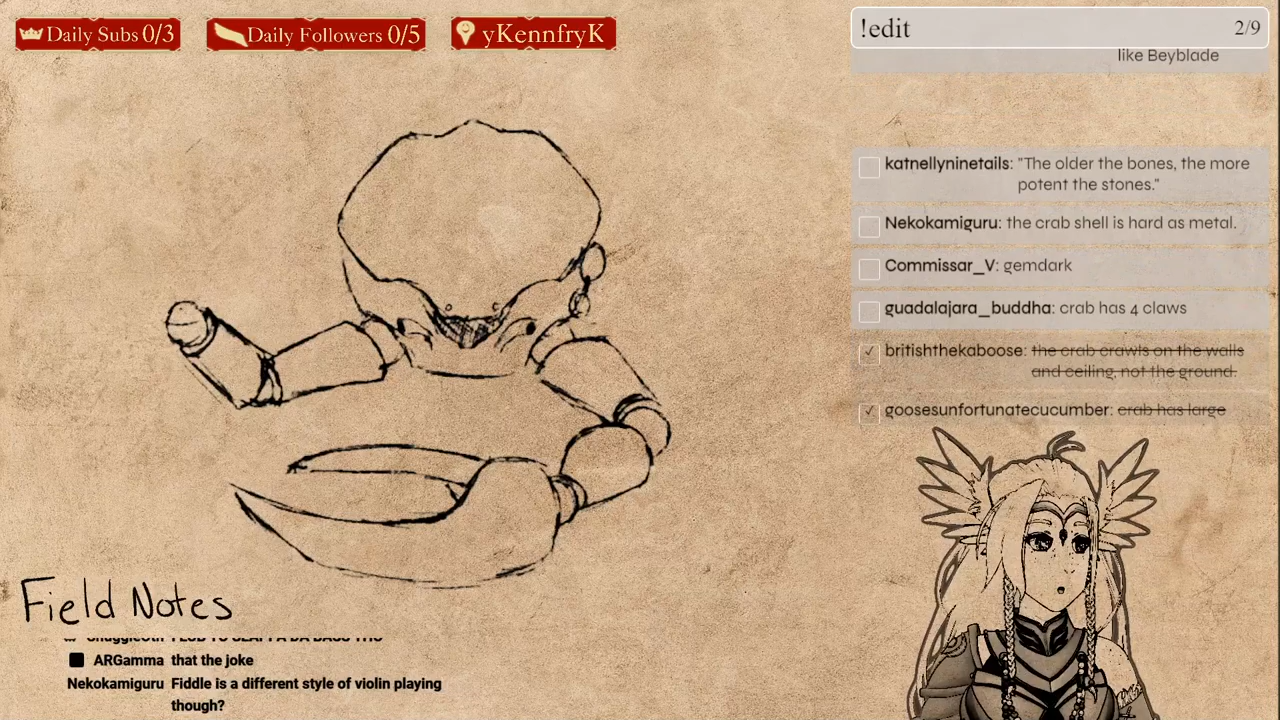 Daily Subs 0/3
Daily Followers 0/5
yKennfryK
!edit 2/9
like Beyblade
katnellyninetails: "The older the bones, the more
potent the stones."
Nekokamiguru: the crab shell is hard as metal.
Commissar_V: gemdark
guadalajara_buddha: crab has 4 claws
britishthekaboose: the crab crawls on the walls
and ceiling, not the ground.
goosesunfortunatecucumber: crab has large
Field Notes
ARGamma that the joke
Nekokamiguru Fiddle is a different style of violin playing
though?